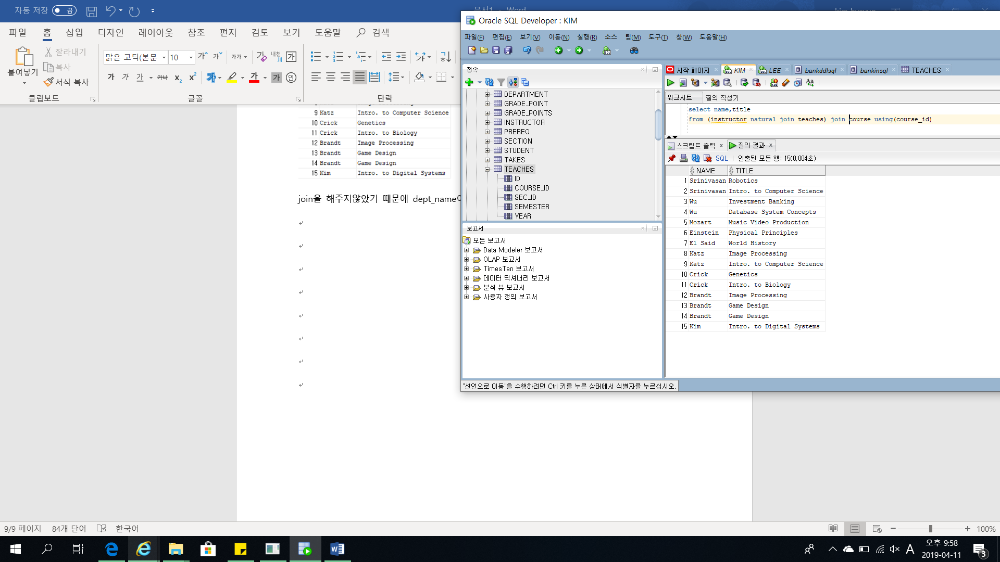 자동 저장 끔
문서1 - Word
파일 홈 삽입 디자인 레이아웃 참조 편지 검토 보기 도움말 검색
붙여넣기
잘라내기
복사
서식 복사
클립보드
맑은 고딕(본문 10
글꼴
단락
9 Katz Intro. to Computer Science
10 Crick Genetics
11 Crick Intro. to Biology
12 Brandt Image Processing
13 Brandt Game Design
14 Brandt Game Design
15 Kim Intro. to Digital Systems
join을 해주지않았기 때문에 dept_name
Oracle SQL Developer : KIM
파일(F) 편집(E) 보기(V) 이동(N) 실행(R) 소스 팀(M) 도구(T) 창(W) 도움말(H)
접속
DEPARTMENT
GRADE_POINT
GRADE_POINTS
INSTRUCTOR
PREREQ
SECTION
STUDENT
TAKES
TEACHES
ID
COURSE_ID
SEC_ID
SEMESTER
YEAR
보고서
모든 보고서
Data Modeler 보고서
OLAP 보고서
TimesTen 보고서
데이터 딕셔너리 보고서
분석 뷰 보고서
사용자 정의 보고서
시작 페이지 KIM LEE bankddlsql bankinsql TEACHES
워크시트 질의 작성기
select name,title
from (instructor natural join teaches) join course using(course_id)
스크립트 출력 x 질의 결과 x
SQL | 인출된 모든 행: 15(0,004초)
NAME TITLE
1 Srinivasan Robotics
2 Srinivasan Intro. to Computer Science
3 Wu Investment Banking
4 Wu Database System Concepts
5 Mozart Music Video Production
6 Einstein Physical Principles
7 El Said World History
8 Katz Image Processing
9 Katz Intro. to Computer Science
10 Crick Genetics
11 Crick Intro. to Biology
12 Brandt Image Processing
13 Brandt Game Design
14 Brandt Game Design
15 Kim Intro. to Digital Systems
"선언으로 이동"을 수행하려면 Ctrl 키를 누른 상태에서 식별자를 누르십시오.
9/9 페이지 84개 단어 한국어
100%
A
오후 9:58
2019-04-11
3